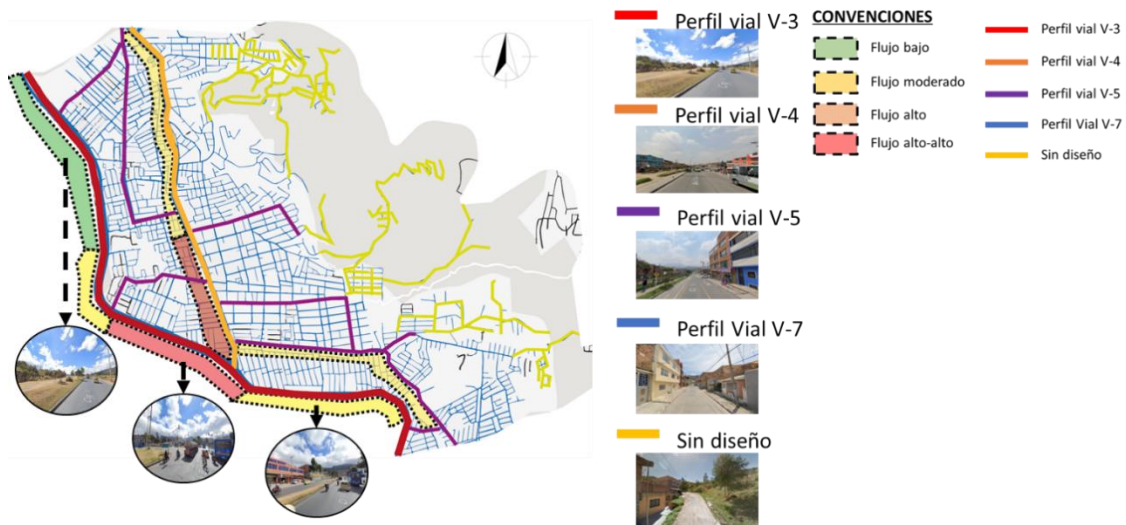 Perfil vial V-3
Perfil vial V-4
Perfil vial V-5
Perfil Vial V-7
Sin diseño
CONVENCIONES
Flujo bajo
Flujo moderado
Flujo alto
Flujo alto-alto
Perfil vial V-3
Perfil vial V-4
Perfil vial V-5
Perfil Vial V-7
Sin diseño